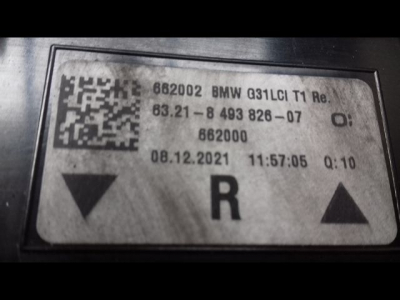 662002 BMW G31LCI T1 Re.
63.21-8 493 826-07 O:
662000
08.12.2021 11:57:05 Q:10
R